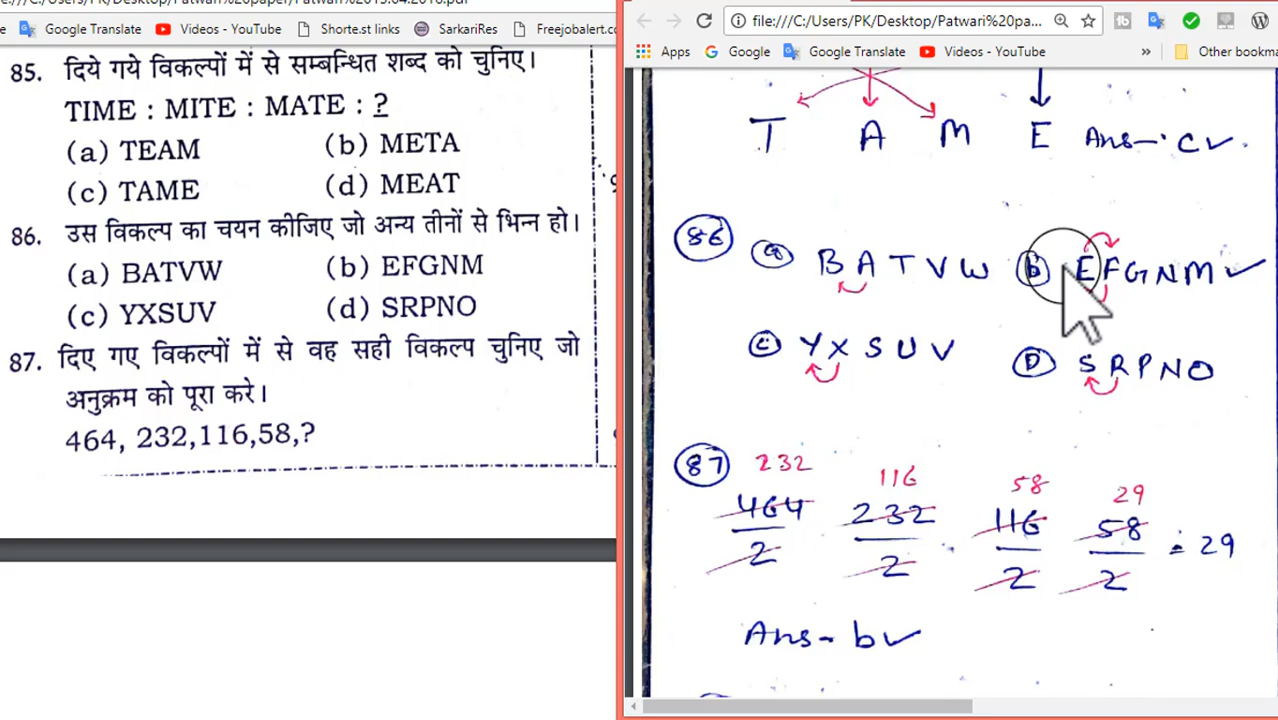 file:///C:/Users/PK/Desktop/Patwari%20pa...
Google Translate Videos - YouTube Shorte.st links SarkariRes Freejobalert.c
Apps Google Google Translate Videos - YouTube » Other bookma
85. दिये गये विकल्पों में से सम्बन्धित शब्द को चुनिए।
TIME : MITE : MATE : ?
(a) TEAM (b) META
(c) TAME (d) MEAT
86. उस विकल्प का चयन कीजिए जो अन्य तीनों से भिन्न हो।
(a) BATVW (b) EFGNM
(c) YXSUV (d) SRPNO
87. दिए गए विकल्पों में से वह सही विकल्प चुनिए जो
अनुक्रम को पूरा करे।
464, 232,116,58,?
T A M E Ans-. c✓.
86 a BATVW b EFGNM ✓
c YXSUV D SRPNO
87 232 116 58 29
464 232 116 58
2 2 2 2 = 29
Ans- b✓